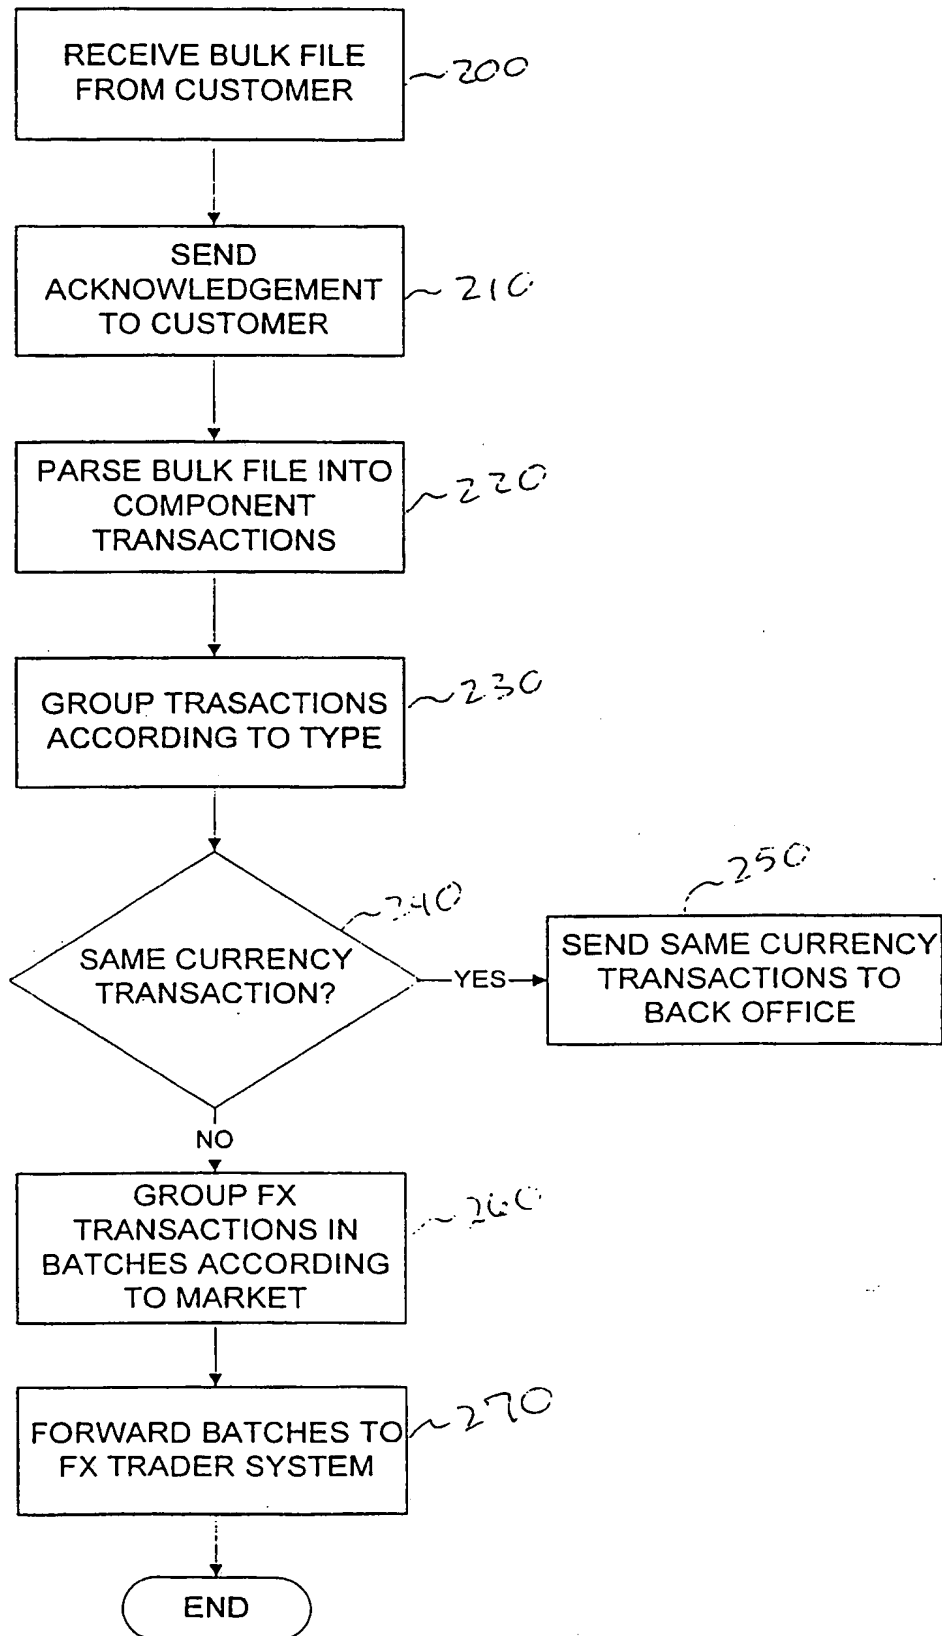 RECEIVE BULK FILE
FROM CUSTOMER
200
SEND
ACKNOWLEDGEMENT
TO CUSTOMER
210
PARSE BULK FILE INTO
COMPONENT
TRANSACTIONS
220
GROUP TRASACTIONS
ACCORDING TO TYPE
230
SAME CURRENCY
TRANSACTION?
240
YES
SEND SAME CURRENCY
TRANSACTIONS TO
BACK OFFICE
250
NO
GROUP FX
TRANSACTIONS IN
BATCHES ACCORDING
TO MARKET
260
FORWARD BATCHES TO
FX TRADER SYSTEM
270
END